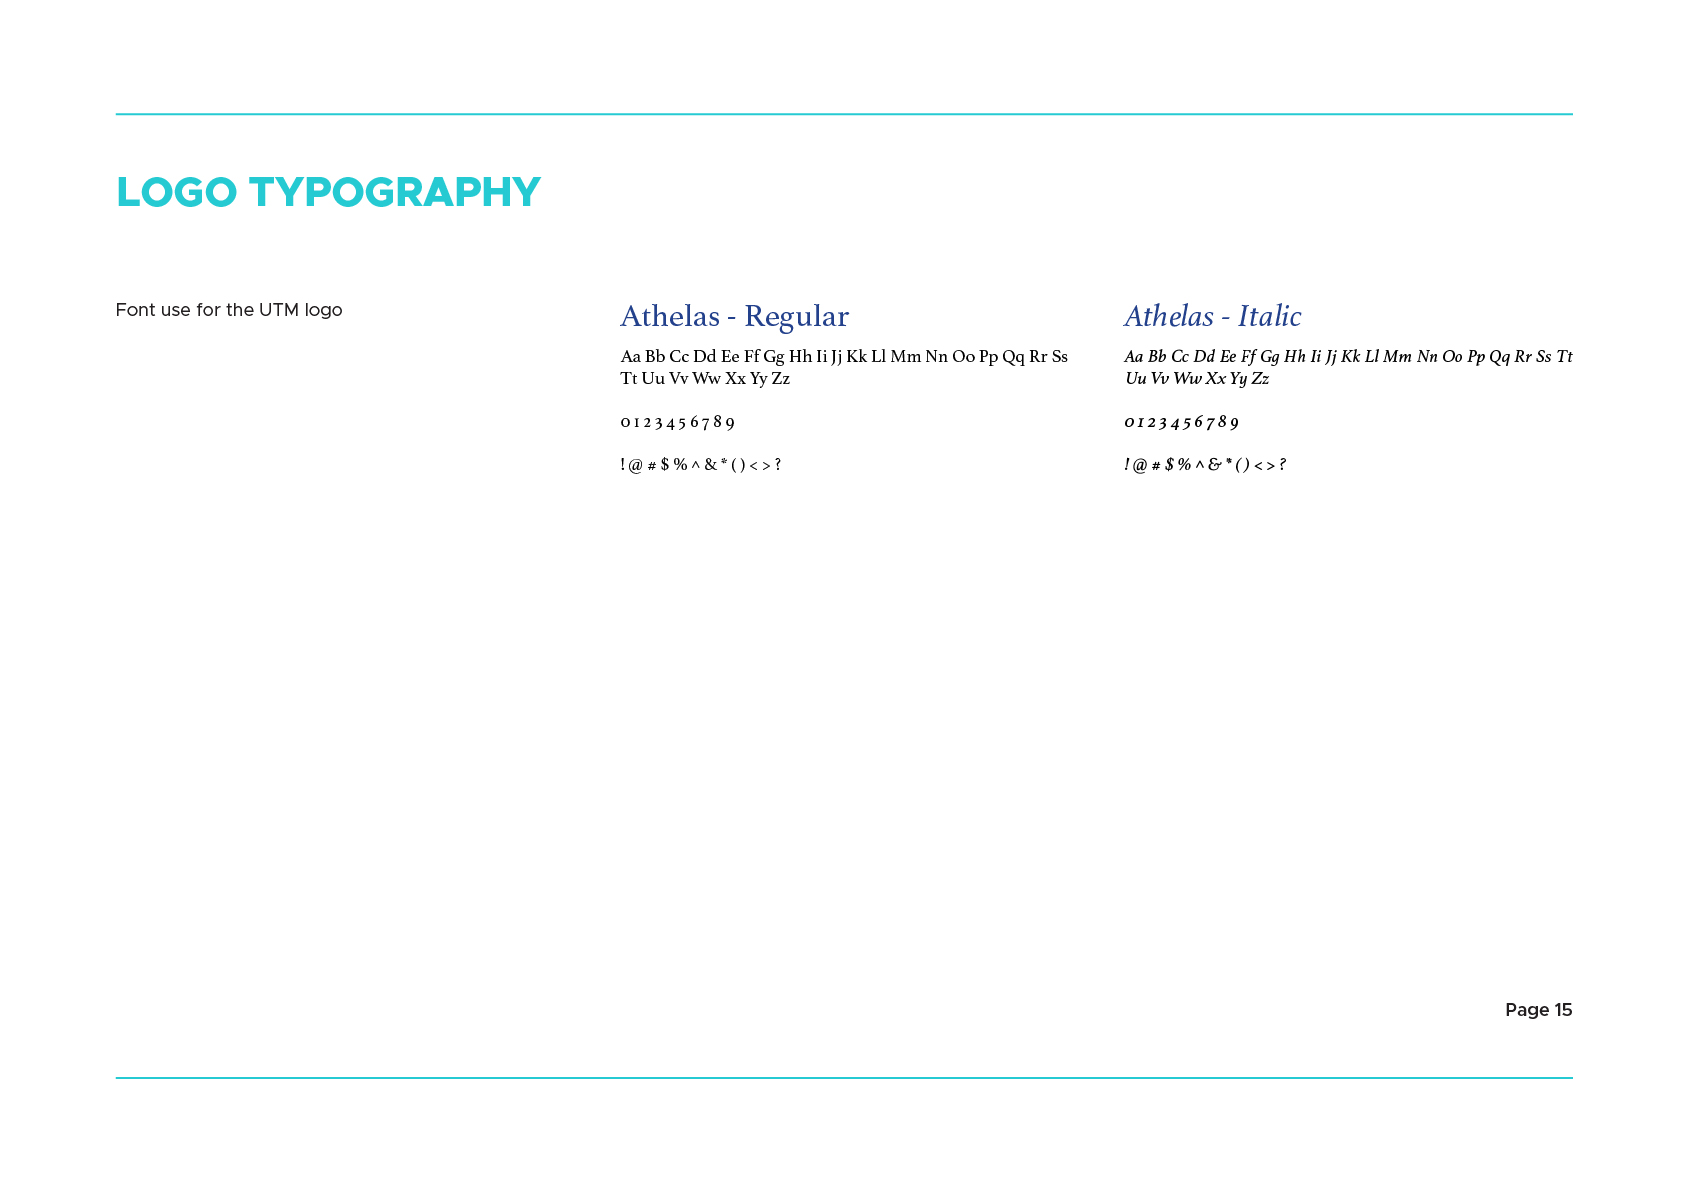 LOGO TYPOGRAPHY
Font use for the UTM logo
Athelas - Regular
Aa Bb Cc Dd Ee Ff Gg Hh Ii Jj Kk Ll Mm Nn Oo Pp Qq Rr Ss
Tt Uu Vv Ww Xx Yy Zz
0 1 2 3 4 5 6 7 8 9
! @ # $ % ^ & * ( ) < > ?
Athelas - Italic
Aa Bb Cc Dd Ee Ff Gg Hh Ii Jj Kk Ll Mm Nn Oo Pp Qq Rr Ss Tt
Uu Vv Ww Xx Yy Zz
0 1 2 3 4 5 6 7 8 9
! @ # $ % ^ & * ( ) < > ?
Page 15